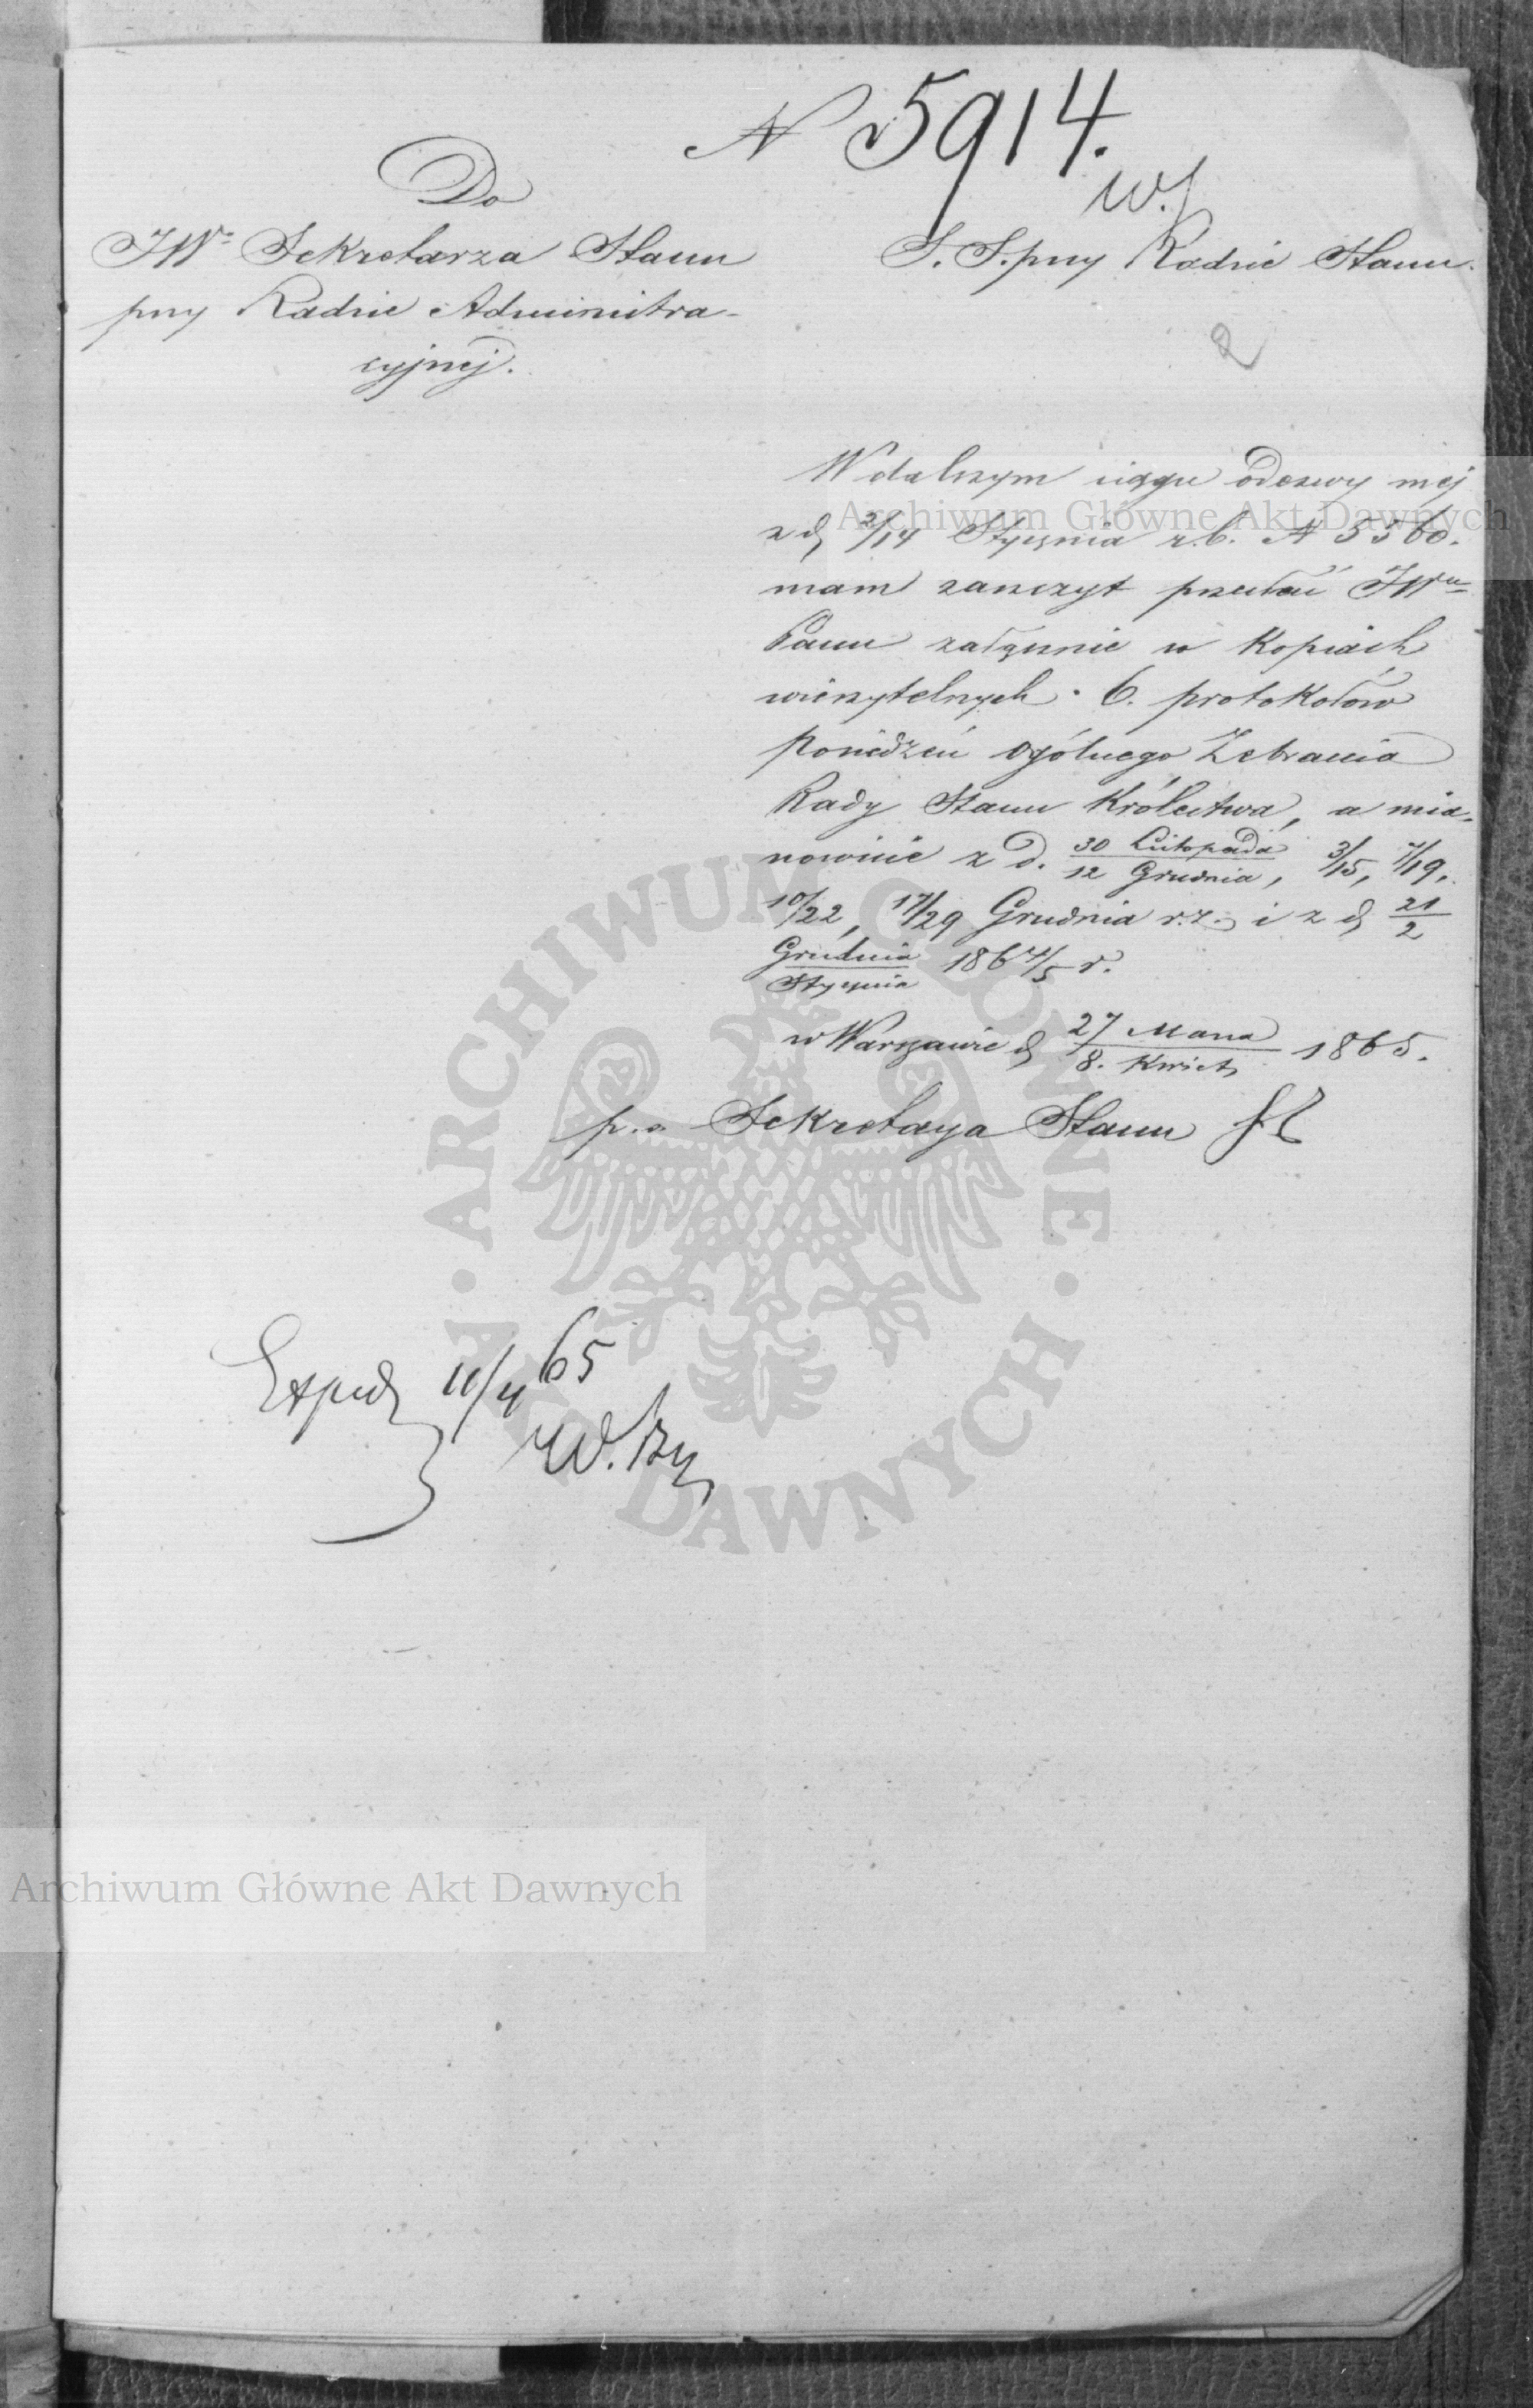 N 5914.
w/
Do
JW. Sekretarza Stanu
przy Radzie Administra-
cyjnej.
S. S. przy Radzie Stanu.
2
W dalszym ciągu odezwy mej
z d. 2/14 Stycznia r.b. N 5560.
mam zaszczyt przesłać JWu
Panu załącznie w kopiach
wierzytelnych 6. protokołów
Posiedzeń ogólnego Zebrania
Rady Stanu Królestwa, a mia-
nowicie z d. 30 Listopada / 12 Grudnia, 3/15, 7/19,
10/22, 17/29 Grudnia r.z. i z d. 21/2
Grudnia / Stycznia 1864/5 r.
w Warszawie d. 27 Marca / 8. Kwiet. 1865.
p.o. Sekretarza Stanu
Exped 11/4 65
Archiwum Główne Akt Dawnych
ARCHIWUM GŁÓWNE AKT DAWNYCH
Archiwum Główne Akt Dawnych